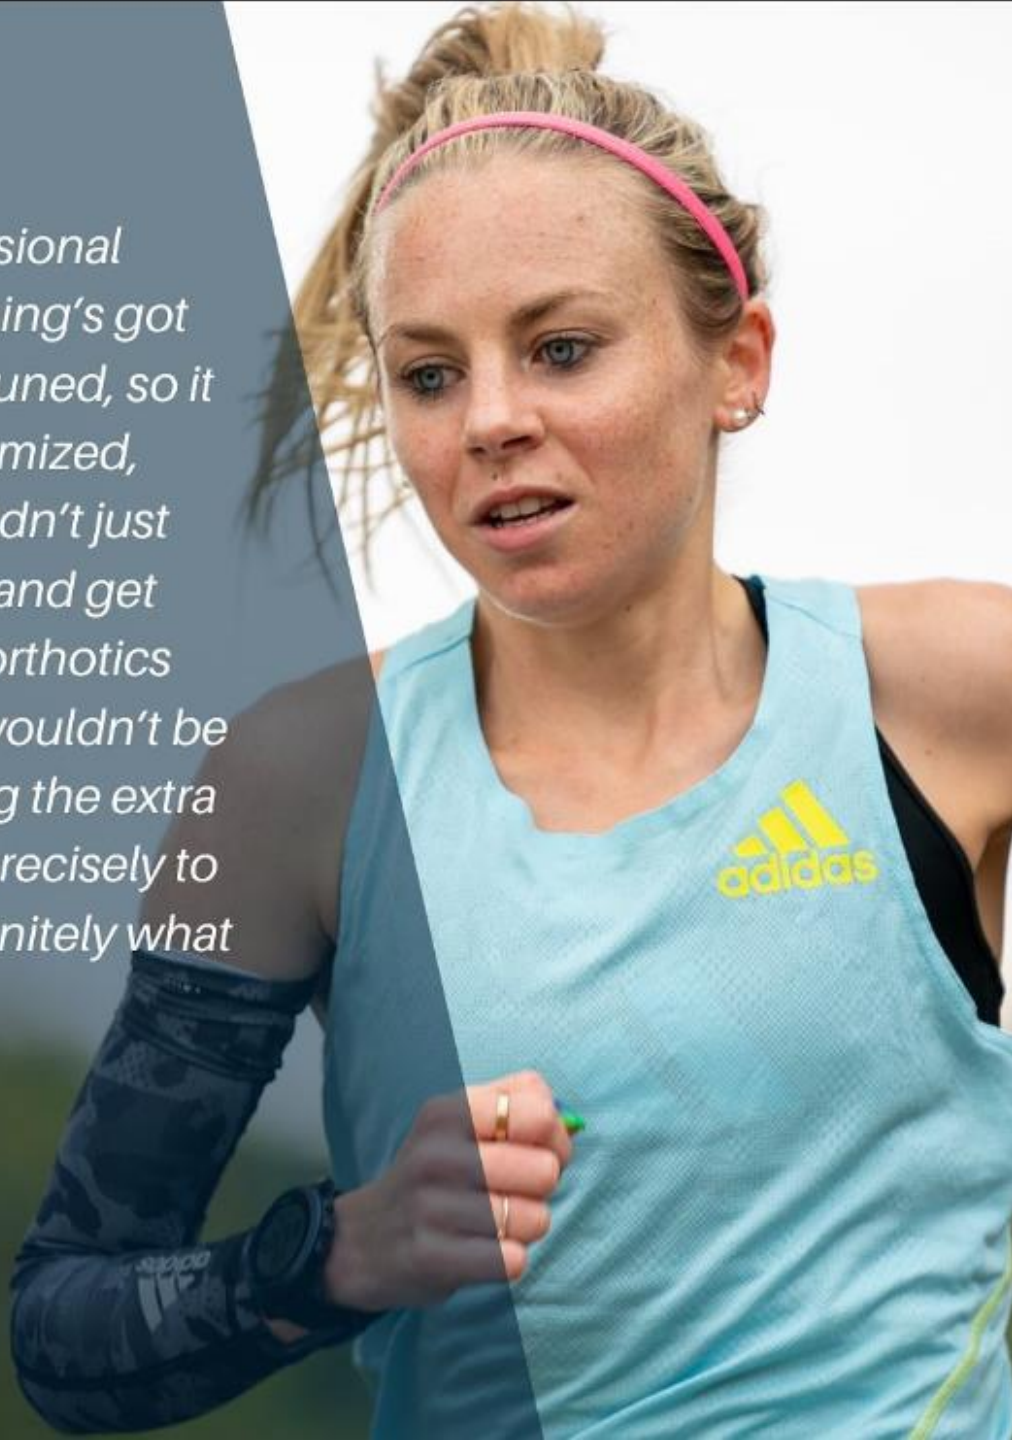 sional
ing's got
uned, so it
mized,
dn't just
and get
orthotics
vouldn't be
g the extra
recisely to
nitely what
adidas
adidas